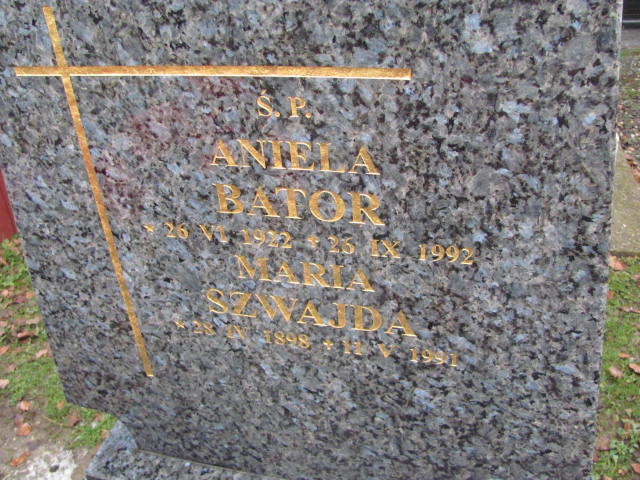 Ś. P.
ANIELA
BATOR
* 26 VI 1922 + 25 IX 1992
MARIA
SZWAJDA
* 28 IV 1898 + 11 V 1991